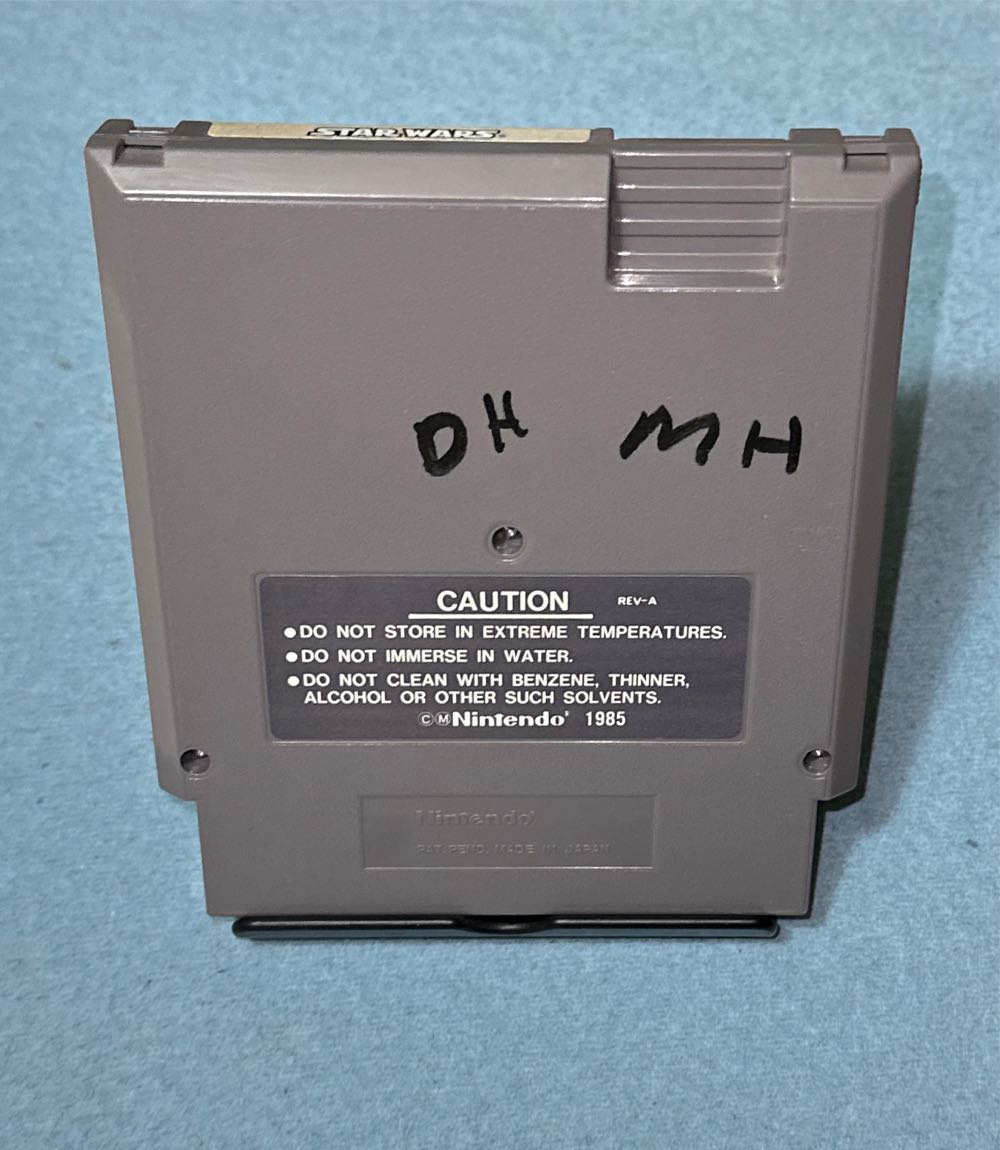 STAR WARS
DH MH
CAUTION REV-A
●DO NOT STORE IN EXTREME TEMPERATURES.
●DO NOT IMMERSE IN WATER.
●DO NOT CLEAN WITH BENZENE, THINNER,
ALCOHOL OR OTHER SUCH SOLVENTS.
ⒸⓂNintendo® 1985
Nintendo®
PAT. PEND. MADE IN JAPAN